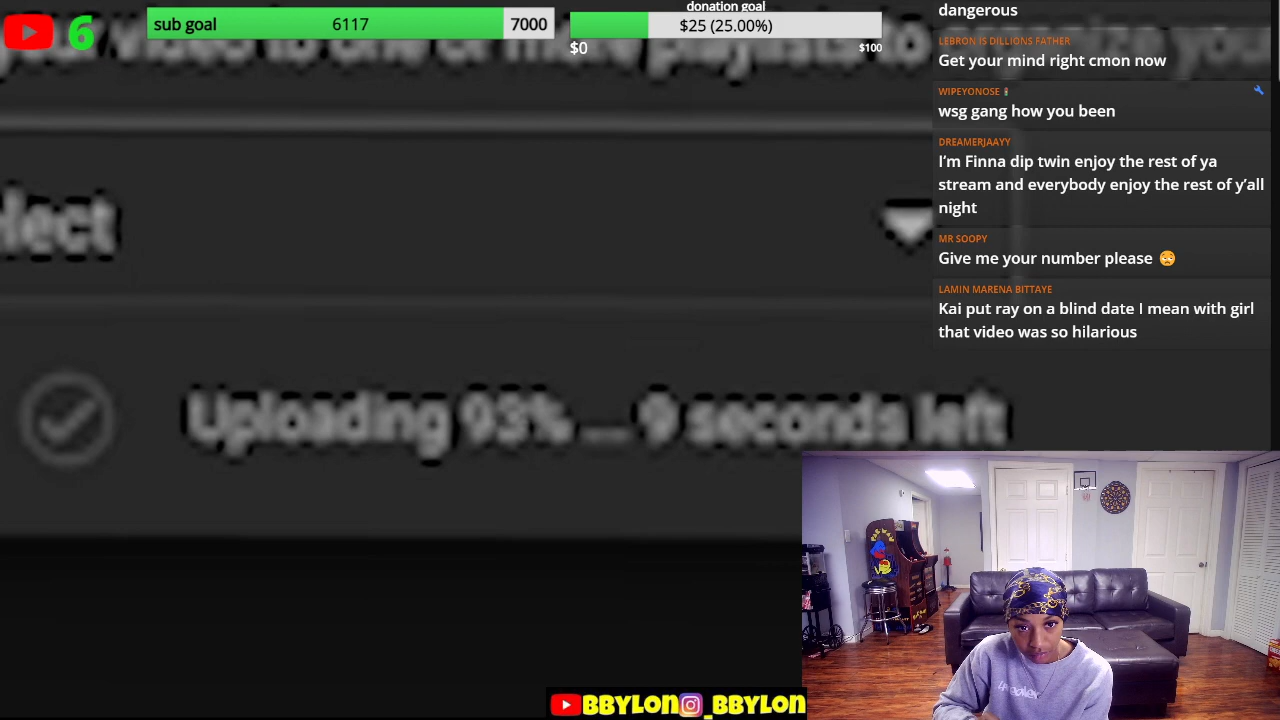 6
sub goal 6117 7000
donation goal
$25 (25.00%)
$0 $100
dangerous
LEBRON IS DILLIONS FATHER
Get your mind right cmon now
WIPEYONOSE
wsg gang how you been
DREAMERJAAYY
I'm Finna dip twin enjoy the rest of ya
stream and everybody enjoy the rest of y'all
night
MR SOOPY
Give me your number please 😳
LAMIN MARENA BITTAYE
Kai put ray on a blind date I mean with girl
that video was so hilarious
lect
Uploading 93% ... 9 seconds left
BBYLON _BBYLON